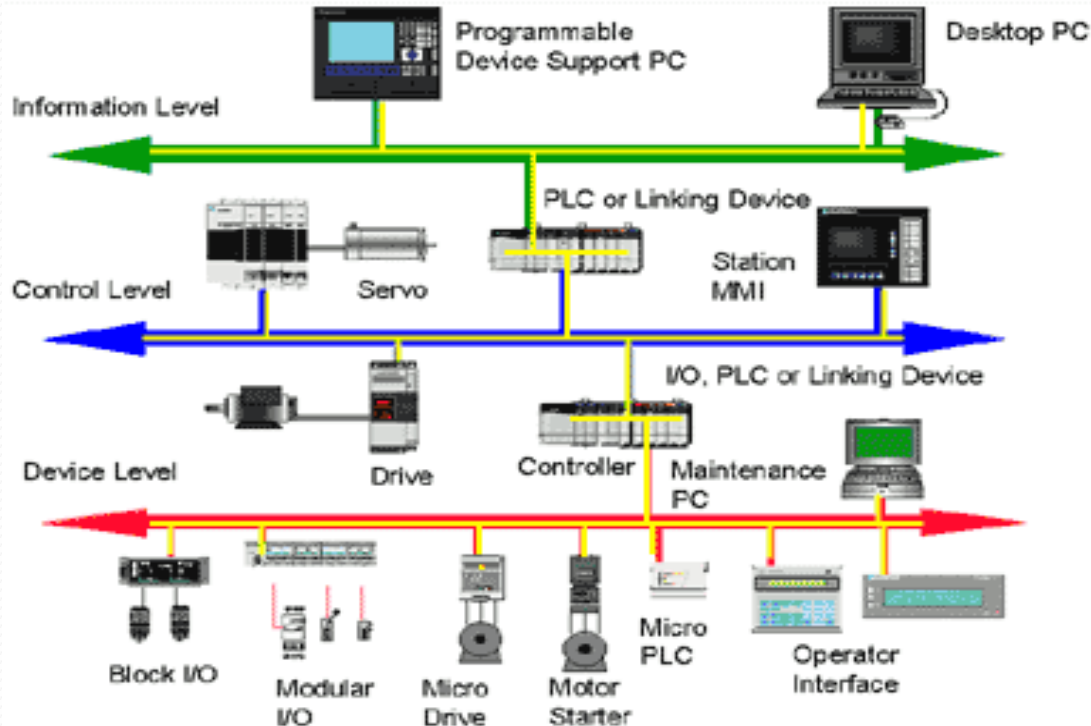 Programmable
Device Support PC
Desktop PC
Information Level
PLC or Linking Device
Station
MMI
Control Level
Servo
I/O, PLC or Linking Device
Drive
Controller
Maintenance
PC
Device Level
Block I/O
Modular
I/O
Micro
Drive
Motor
Starter
Micro
PLC
Operator
Interface